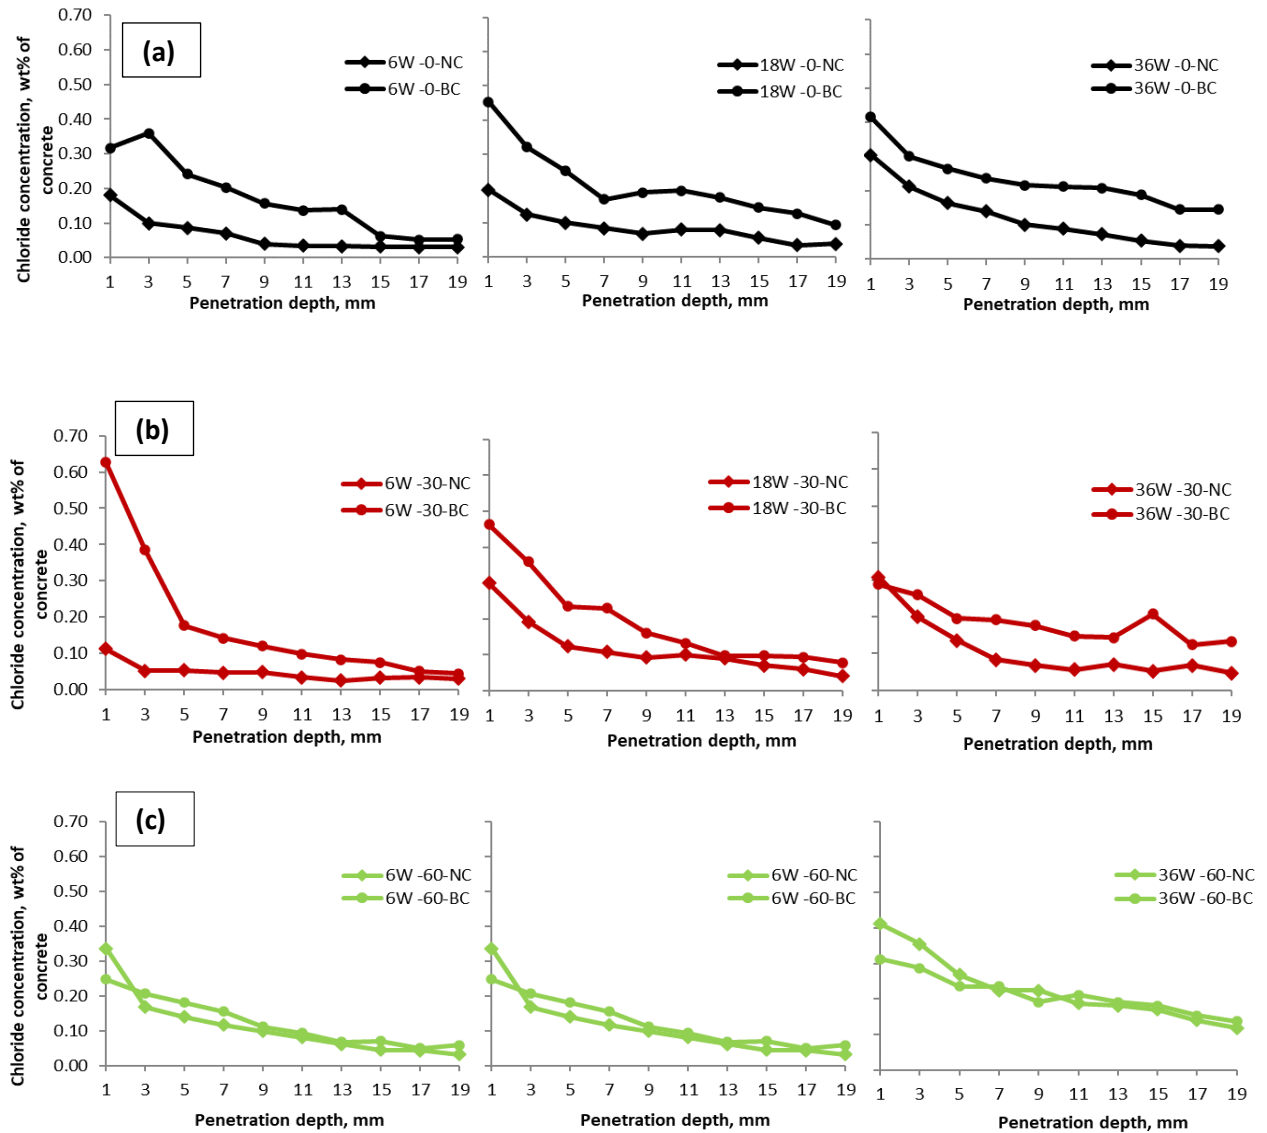 (a)
Chloride concentration, wt% of
concrete
0.70
0.60
0.50
0.40
0.30
0.20
0.10
0.00
6W -0-NC
6W -0-BC
1 3 5 7 9 11 13 15 17 19
Penetration depth, mm
18W -0-NC
18W -0-BC
1 3 5 7 9 11 13 15 17 19
Penetration depth, mm
36W -0-NC
36W -0-BC
1 3 5 7 9 11 13 15 17 19
Penetration depth, mm
(b)
Chloride concentration, wt% of
concrete
0.70
0.60
0.50
0.40
0.30
0.20
0.10
0.00
6W -30-NC
6W -30-BC
1 3 5 7 9 11 13 15 17 19
Penetration depth, mm
18W -30-NC
18W -30-BC
1 3 5 7 9 11 13 15 17 19
Penetration depth, mm
36W -30-NC
36W -30-BC
1 3 5 7 9 11 13 15 17 19
Penetration depth, mm
(c)
Chloride concentration, wt% of
concrete
0.70
0.60
0.50
0.40
0.30
0.20
0.10
0.00
6W -60-NC
6W -60-BC
1 3 5 7 9 11 13 15 17 19
Penetration depth, mm
6W -60-NC
6W -60-BC
1 3 5 7 9 11 13 15 17 19
Penetration depth, mm
36W -60-NC
36W -60-BC
1 3 5 7 9 11 13 15 17 19
Penetration depth, mm